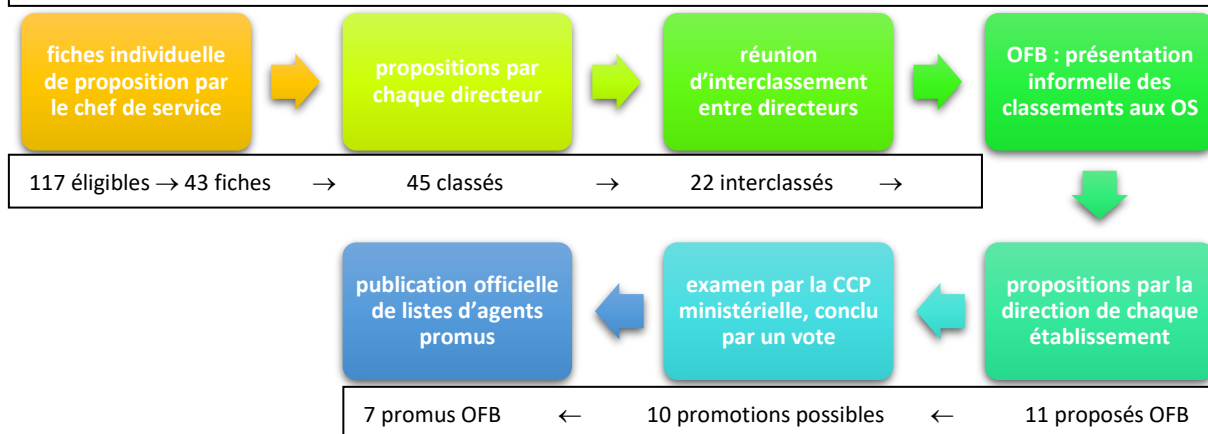 fiches individuelle
de proposition par
le chef de service
propositions par
chaque directeur
réunion
d’interclassement
entre directeurs
OFB : présentation
informelle des
classements aux OS
117 éligibles → 43 fiches → 45 classés → 22 interclassés →
publication officielle
de listes d’agents
promus
examen par la CCP
ministérielle, conclu
par un vote
propositions par la
direction de chaque
établissement
7 promus OFB ← 10 promotions possibles ← 11 proposés OFB